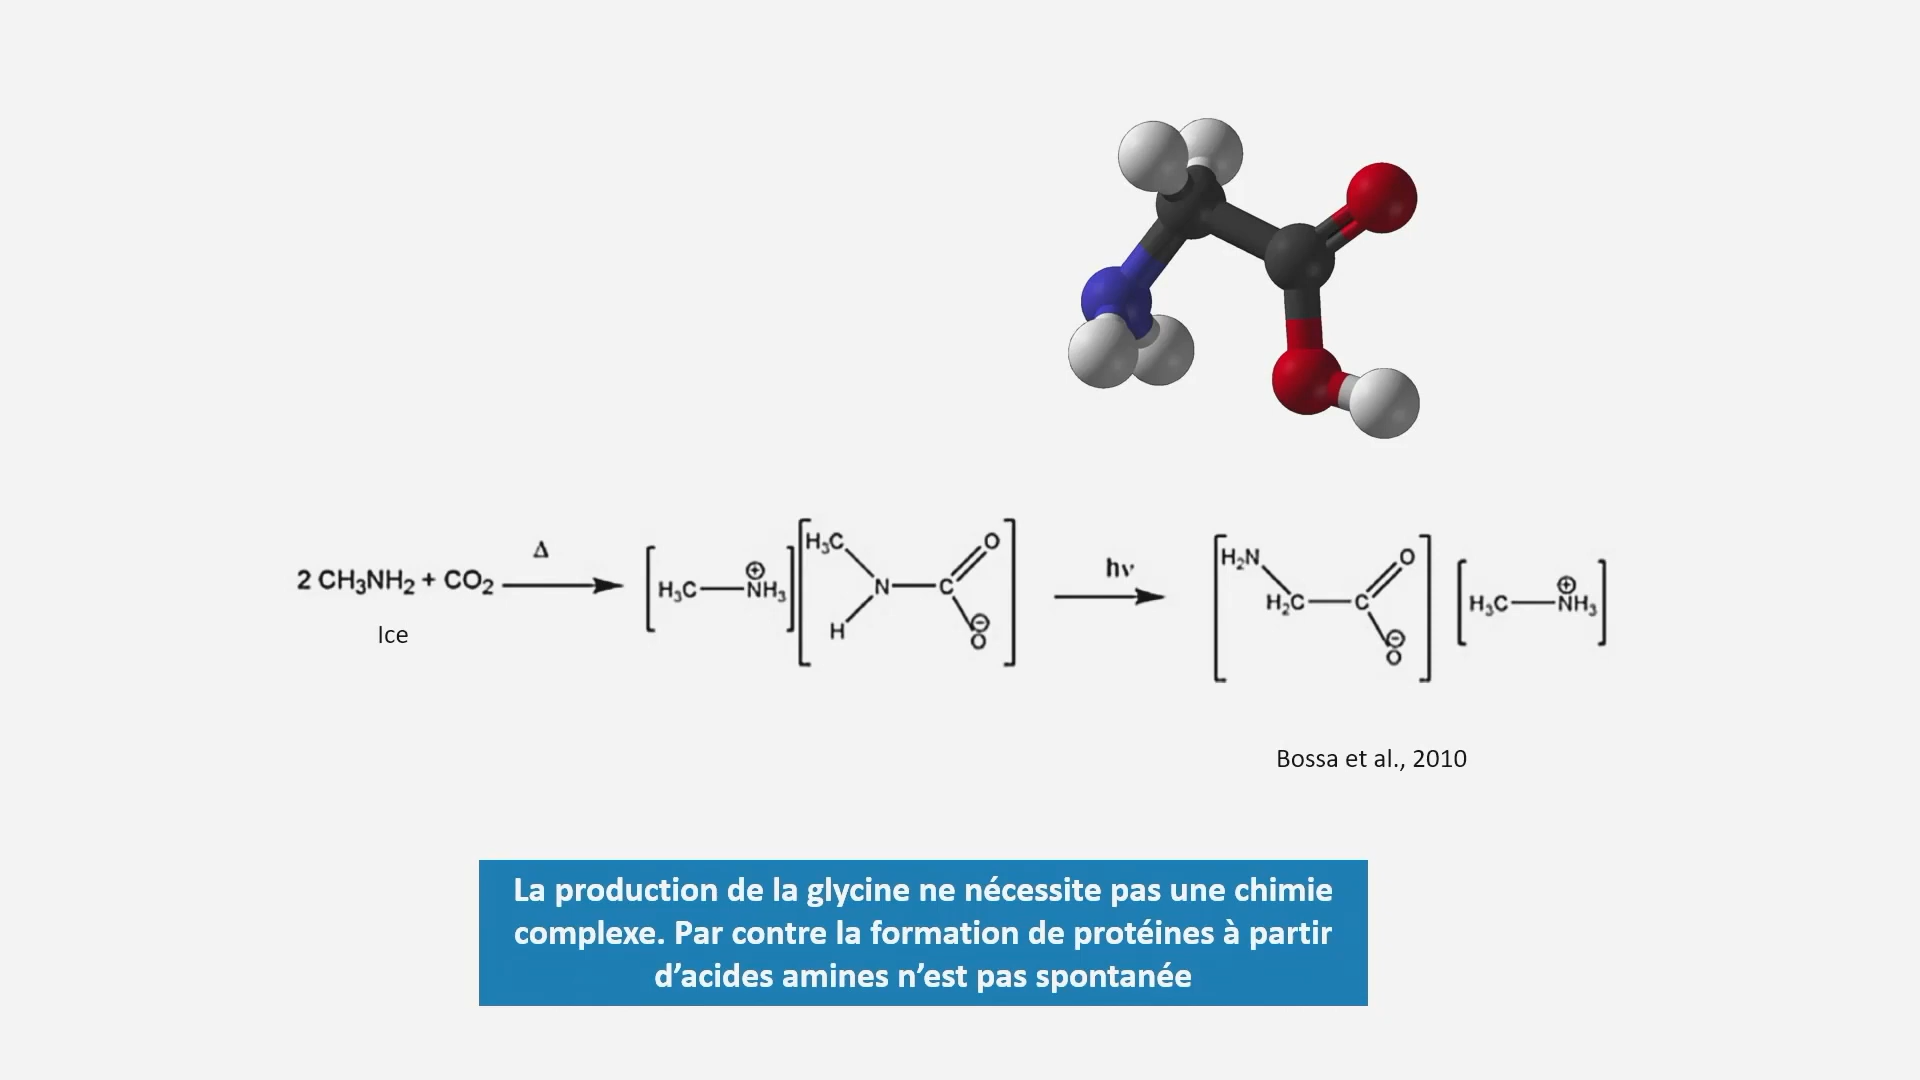 2 CH₃NH₂ + CO₂
Δ
Ice
H₃C
⊕
NH₃
H₃C
N
H
C
O
⊖
O
hν
H₂N
H₂C
C
O
⊖
O
H₃C
⊕
NH₃
Bossa et al., 2010
La production de la glycine ne nécessite pas une chimie
complexe. Par contre la formation de protéines à partir
d’acides amines n’est pas spontanée